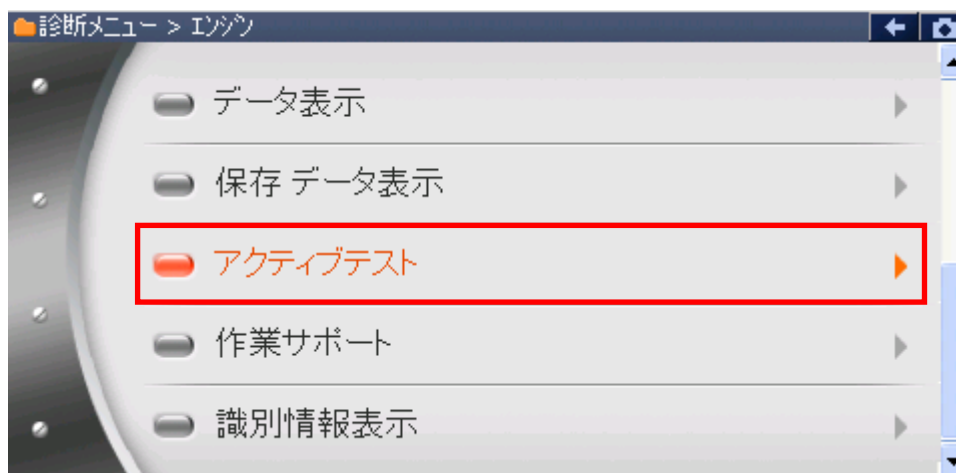 診断メニュー > エンジン
データ表示
保存 データ表示
アクティブテスト
作業サポート
識別情報表示